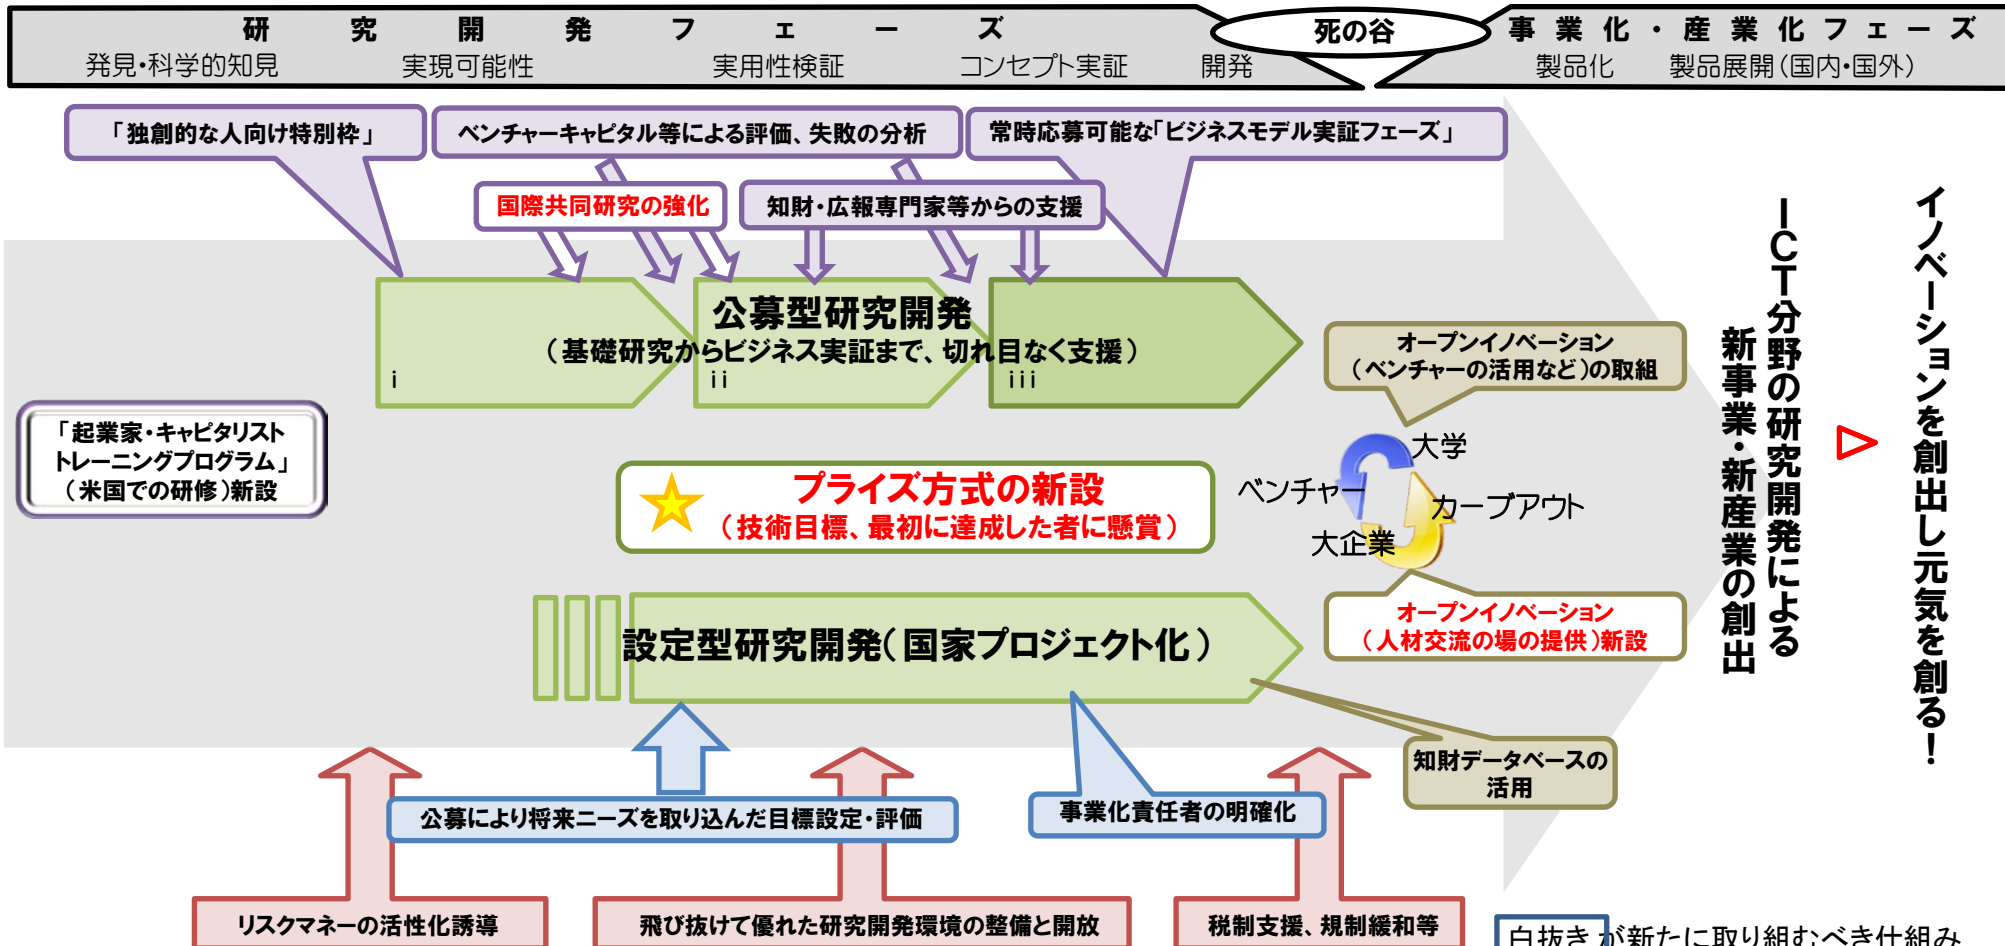 研究開発フェーズ
死の谷
事業化・産業化フェーズ
発見・科学的知見
実現可能性
実用性検証
コンセプト実証
開発
製品化
製品展開(国内・国外)
「独創的な人向け特別枠」
ベンチャーキャピタル等による評価、失敗の分析
常時応募可能な「ビジネスモデル実証フェーズ」
国際共同研究の強化
知財・広報専門家等からの支援
公募型研究開発
(基礎研究からビジネス実証まで、切れ目なく支援)
i
ii
iii
「起業家・キャピタリスト
トレーニングプログラム」
(米国での研修)新設
プライズ方式の新設
(技術目標、最初に達成した者に懸賞)
オープンイノベーション
(ベンチャーの活用など)の取組
大学
ベンチャー
カーブアウト
大企業
オープンイノベーション
(人材交流の場の提供)新設
設定型研究開発(国家プロジェクト化)
知財データベースの
活用
公募により将来ニーズを取り込んだ目標設定・評価
事業化責任者の明確化
リスクマネーの活性化誘導
飛び抜けて優れた研究開発環境の整備と開放
税制支援、規制緩和等
ICT分野の研究開発による
新事業・新産業の創出
イノベーションを創出し元気を創る!
白抜きが新たに取り組むべき仕組み